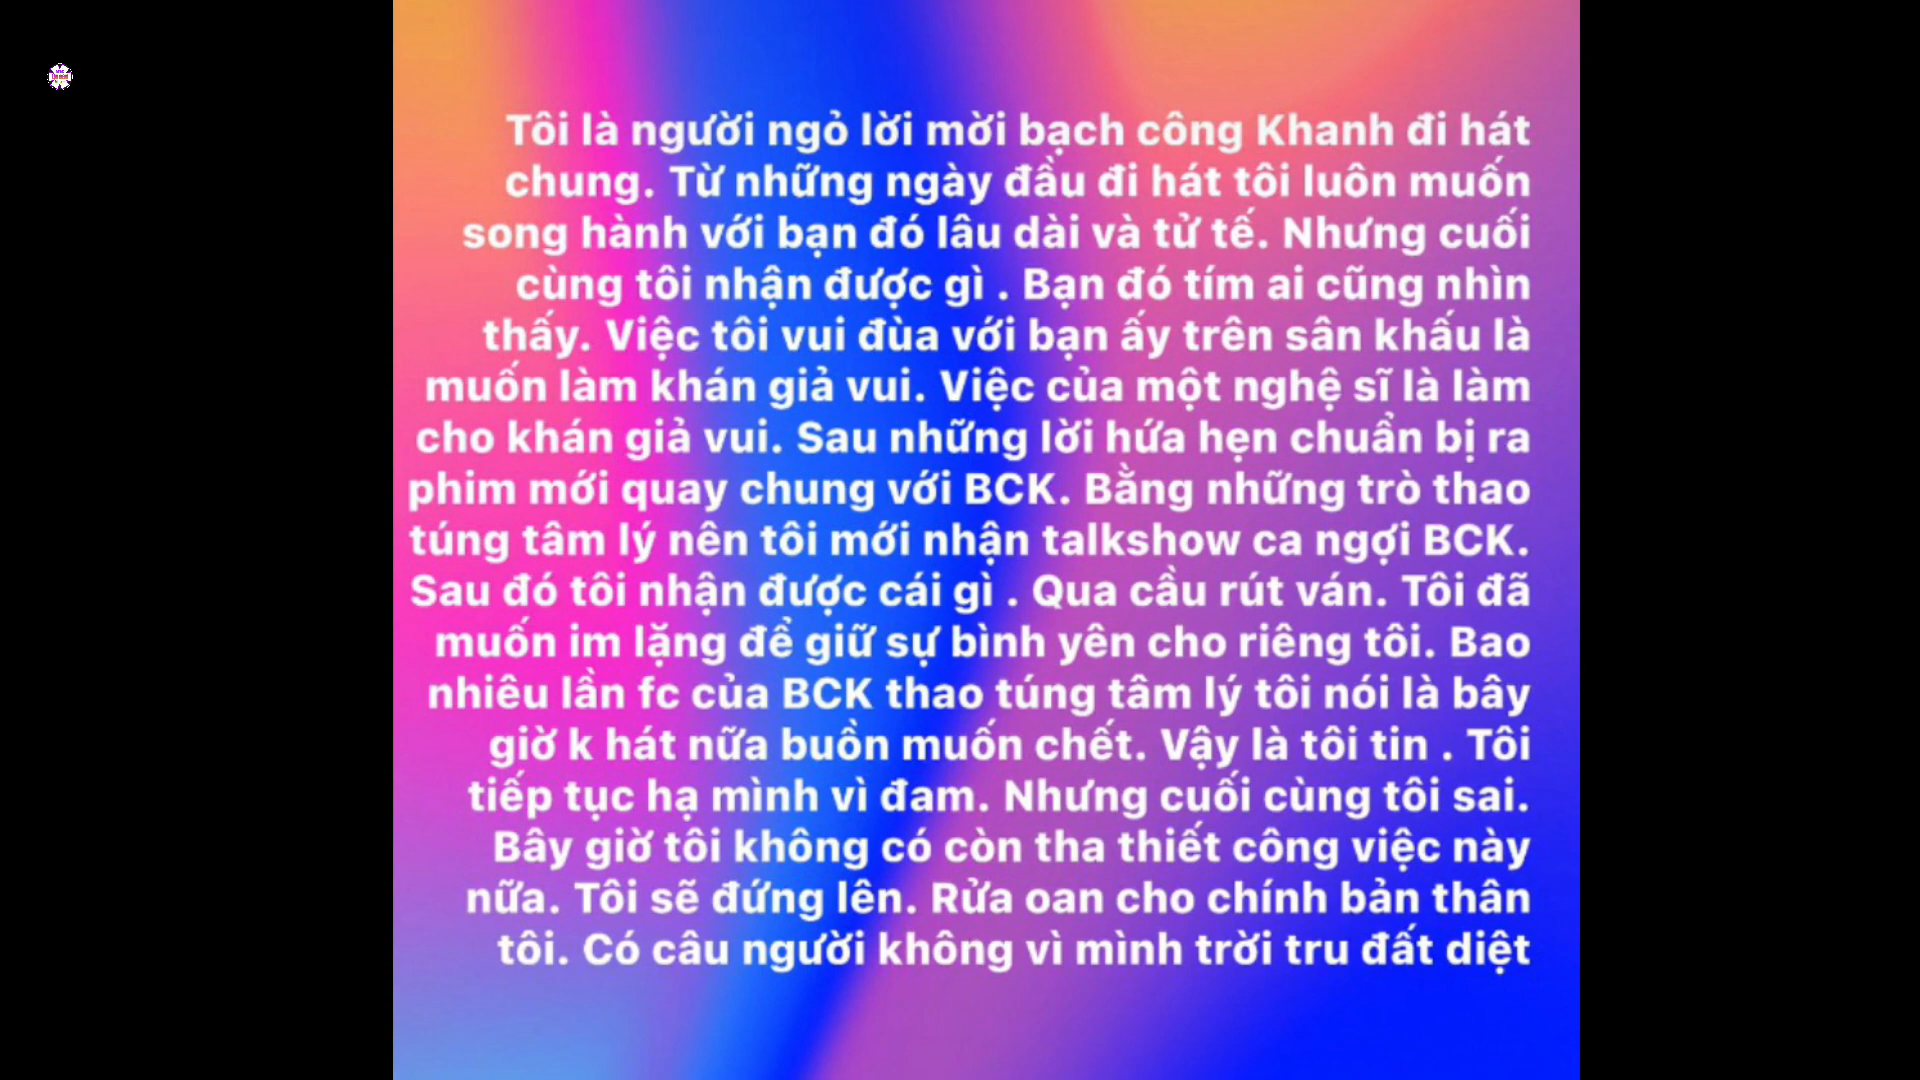 Tôi là người ngỏ lời mời bạch công Khanh đi hát
chung. Từ những ngày đầu đi hát tôi luôn muốn
song hành với bạn đó lâu dài và tử tế. Nhưng cuối
cùng tôi nhận được gì . Bạn đó tím ai cũng nhìn
thấy. Việc tôi vui đùa với bạn ấy trên sân khấu là
muốn làm khán giả vui. Việc của một nghệ sĩ là làm
cho khán giả vui. Sau những lời hứa hẹn chuẩn bị ra
phim mới quay chung với BCK. Bằng những trò thao
túng tâm lý nên tôi mới nhận talkshow ca ngợi BCK.
Sau đó tôi nhận được cái gì . Qua cầu rút ván. Tôi đã
muốn im lặng để giữ sự bình yên cho riêng tôi. Bao
nhiêu lần fc của BCK thao túng tâm lý tôi nói là bây
giờ k hát nữa buồn muốn chết. Vậy là tôi tin . Tôi
tiếp tục hạ mình vì đam. Nhưng cuối cùng tôi sai.
Bây giờ tôi không có còn tha thiết công việc này
nữa. Tôi sẽ đứng lên. Rửa oan cho chính bản thân
tôi. Có câu người không vì mình trời tru đất diệt